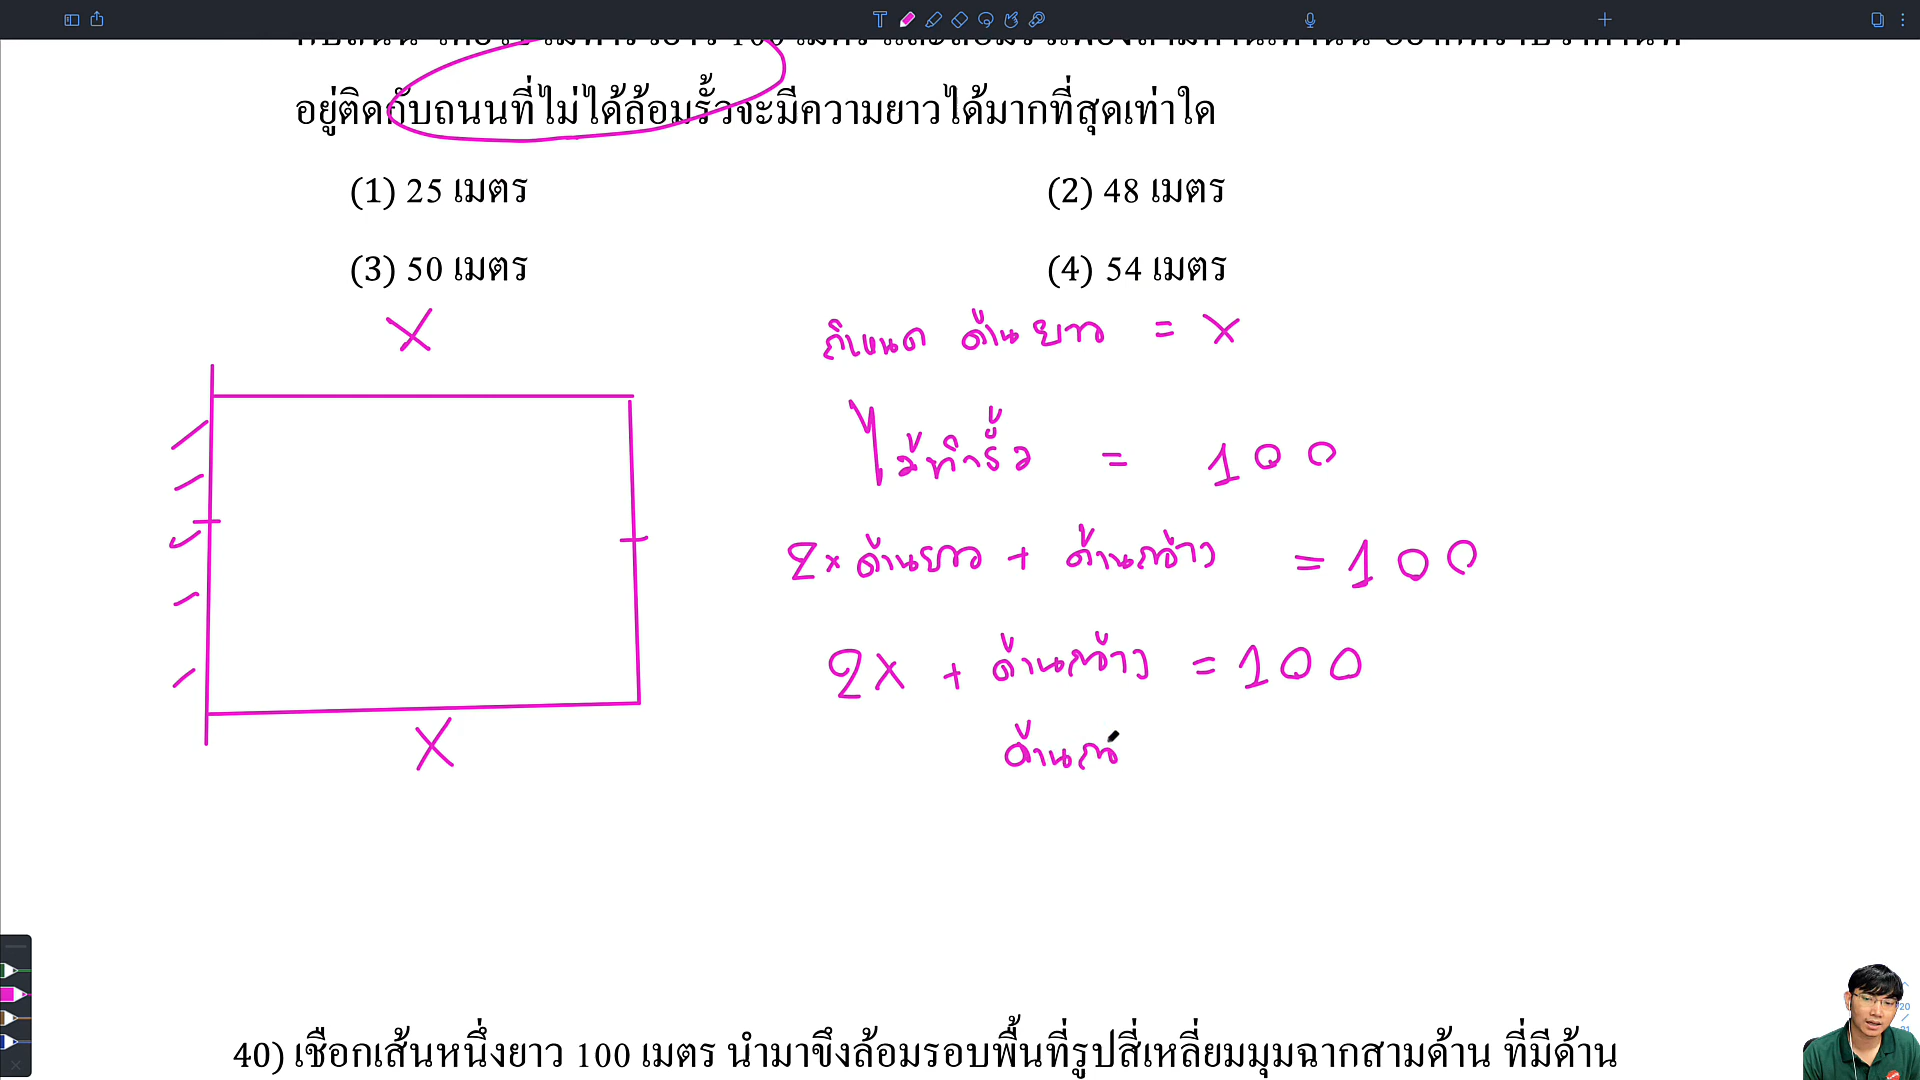 อยู่ติดกับถนนที่ไม่ได้ล้อมรั้วจะมีความยาวได้มากที่สุดเท่าใด
(1) 25 เมตร
(2) 48 เมตร
(3) 50 เมตร
(4) 54 เมตร
X
กำหนด ด้านยาว = X
ไม้ทำรั้ว = 100
2 × ด้านยาว + ด้านกว้าง = 100
2X + ด้านกว้าง = 100
ด้านกว้
X
40) เชือกเส้นหนึ่งยาว 100 เมตร นำมาขึงล้อมรอบพื้นที่รูปสี่เหลี่ยมมุมฉากสามด้าน ที่มีด้าน